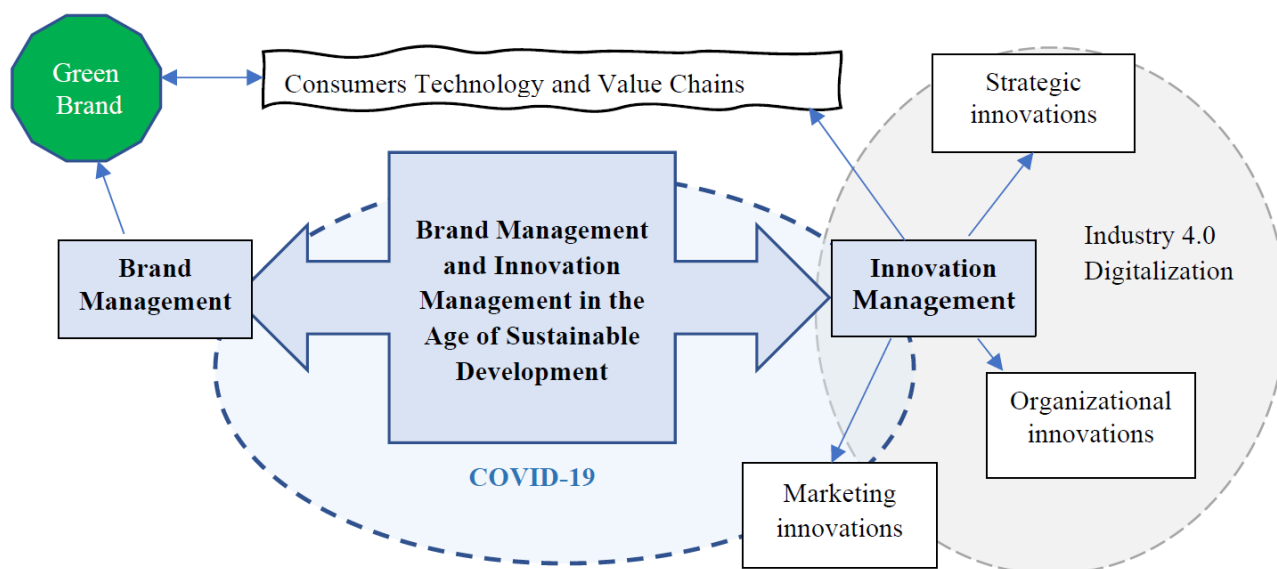 Green
Brand
Consumers Technology and Value Chains
Strategic
innovations
Brand
Management
Brand Management
and Innovation
Management in the
Age of Sustainable
Development
Innovation
Management
Industry 4.0
Digitalization
Organizational
innovations
COVID-19
Marketing
innovations